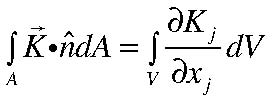 ∫_A K⃗•n̂dA = ∫_V ∂K_j/∂x_j dV